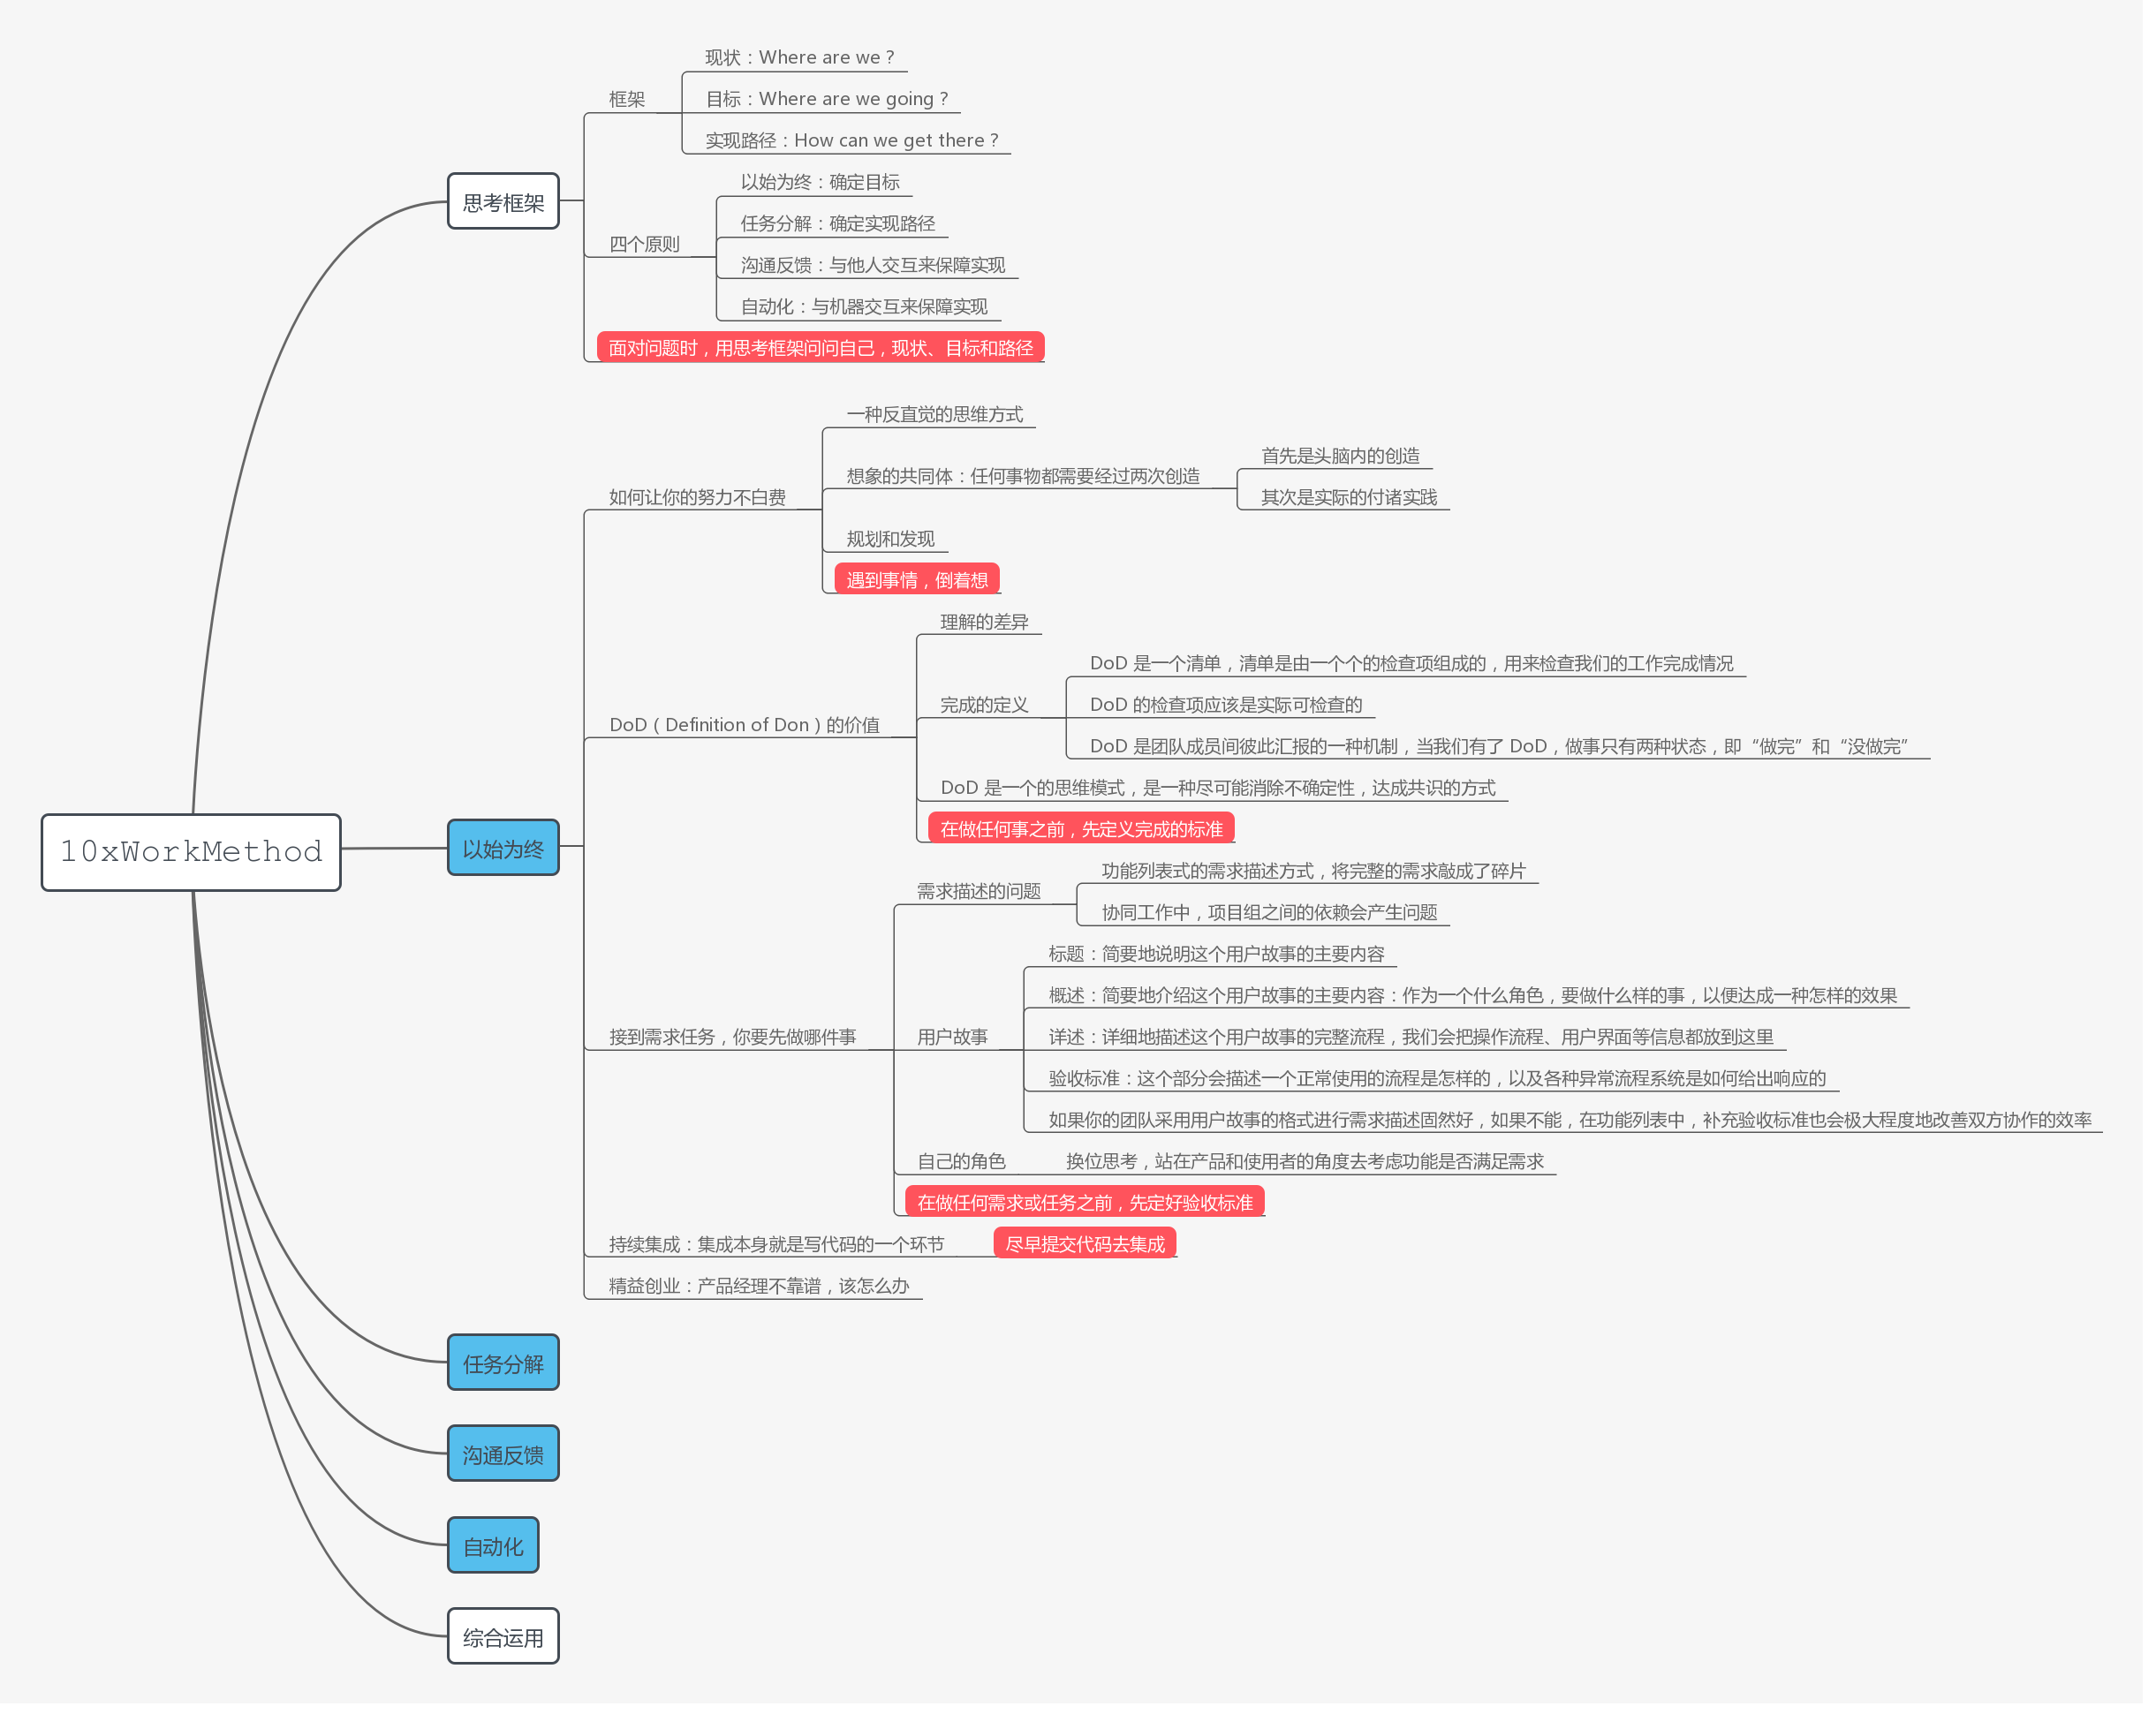 10xWorkMethod
思考框架
框架
现状：Where are we？
目标：Where are we going？
实现路径：How can we get there？
四个原则
以始为终：确定目标
任务分解：确定实现路径
沟通反馈：与他人交互来保障实现
自动化：与机器交互来保障实现
面对问题时，用思考框架问问自己，现状、目标和路径
以始为终
如何让你的努力不白费
一种反直觉的思维方式
想象的共同体：任何事物都需要经过两次创造
首先是头脑内的创造
其次是实际的付诸实践
规划和发现
遇到事情，倒着想
DoD（Definition of Don）的价值
理解的差异
完成的定义
DoD 是一个清单，清单是由一个个的检查项组成的，用来检查我们的工作完成情况
DoD 的检查项应该是实际可检查的
DoD 是团队成员间彼此汇报的一种机制，当我们有了 DoD，做事只有两种状态，即“做完”和“没做完”
DoD 是一个的思维模式，是一种尽可能消除不确定性，达成共识的方式
在做任何事之前，先定义完成的标准
接到需求任务，你要先做哪件事
需求描述的问题
功能列表式的需求描述方式，将完整的需求敲成了碎片
协同工作中，项目组之间的依赖会产生问题
用户故事
标题：简要地说明这个用户故事的主要内容
概述：简要地介绍这个用户故事的主要内容：作为一个什么角色，要做什么样的事，以便达成一种怎样的效果
详述：详细地描述这个用户故事的完整流程，我们会把操作流程、用户界面等信息都放到这里
验收标准：这个部分会描述一个正常使用的流程是怎样的，以及各种异常流程系统是如何给出响应的
如果你的团队采用用户故事的格式进行需求描述固然好，如果不能，在功能列表中，补充验收标准也会极大程度地改善双方协作的效率
自己的角色
换位思考，站在产品和使用者的角度去考虑功能是否满足需求
在做任何需求或任务之前，先定好验收标准
持续集成：集成本身就是写代码的一个环节
尽早提交代码去集成
精益创业：产品经理不靠谱，该怎么办
任务分解
沟通反馈
自动化
综合运用